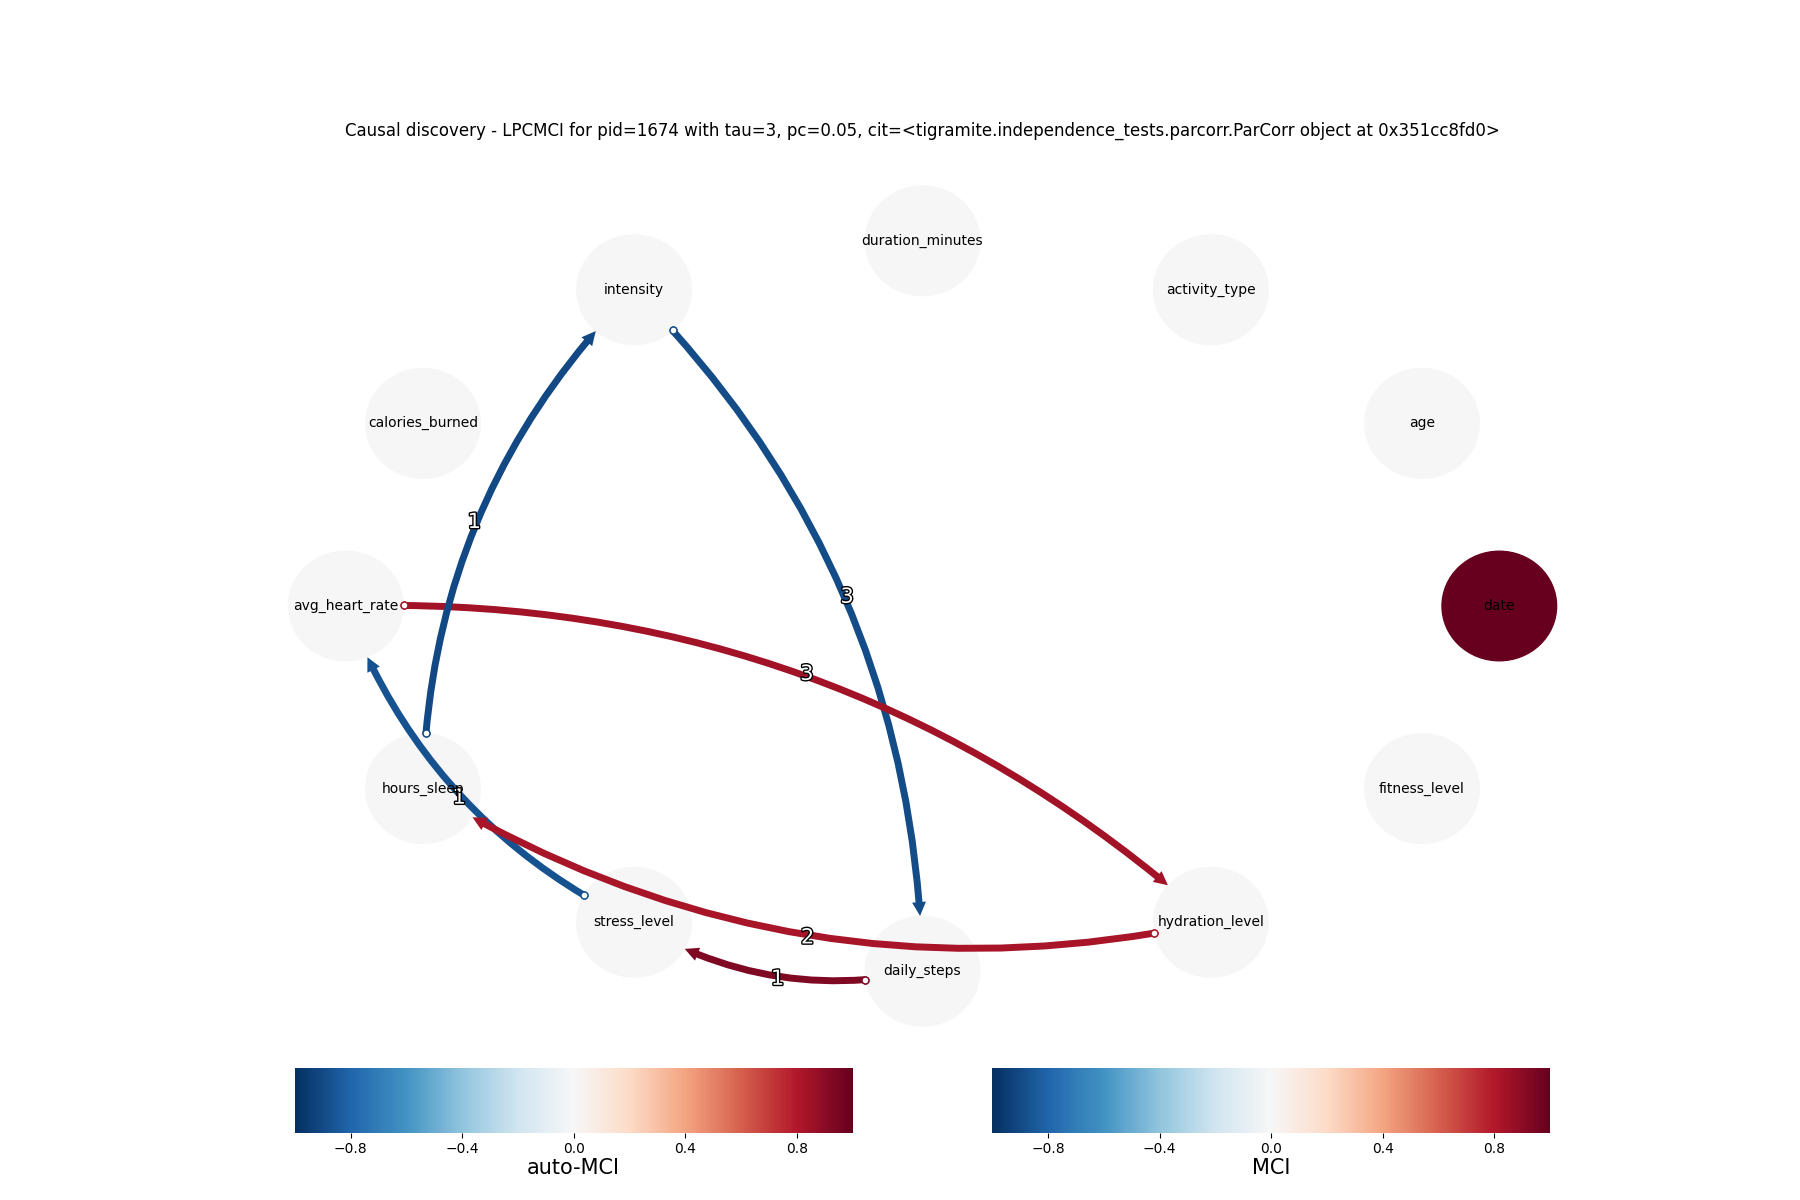 Causal discovery - LPCMCI for pid=1674 with tau=3, pc=0.05, cit=<tigramite.independence_tests.parcorr.ParCorr object at 0x351cc8fd0>
duration_minutes
intensity
activity_type
calories_burned
age
1
3
avg_heart_rate
date
3
hours_sleep
1
fitness_level
stress_level
2
hydration_level
daily_steps
1
−0.8 −0.4 0.0 0.4 0.8
auto-MCI
−0.8 −0.4 0.0 0.4 0.8
MCI